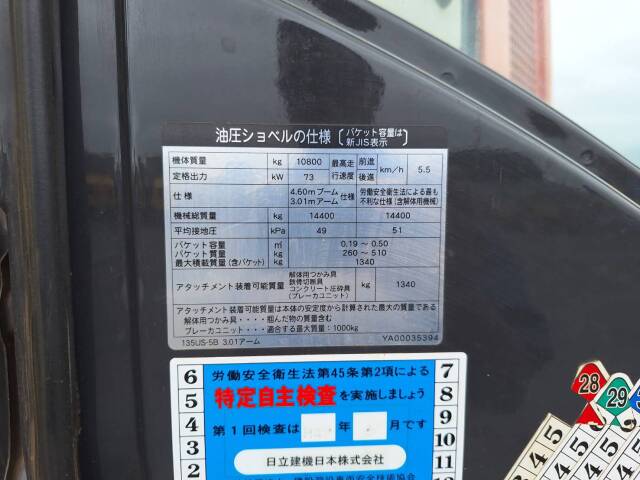 油圧ショベルの仕様〔バケット容量は 新JIS表示〕
機体質量 kg 10800 最高走行速度 前進 後進 km/h 5.5
定格出力 kW 73
仕様 4.60mブーム 3.01mアーム 仕様 労働安全衛生法による最も不利な仕様(含解体用機械)
機械総質量 kg 14400 14400
平均接地圧 kPa 49 51
バケット容量 ㎥ 0.19～0.50
バケット質量 kg 260～510
最大積載質量(含バケット) kg 1340
アタッチメント装着可能質量 解体用つかみ具 鉄骨切断具 コンクリート圧砕具 (ブレーカユニット) kg 1340
アタッチメント装着可能質量は本体の安定度から計算された最大の質量である
解体用つかみ具・・・掴んだ物の質量含む
ブレーカユニット・・・適合する最大質量:1000kg
135US-5B 3.01アーム YA00035394
労働安全衛生法第45条第2項による
特定自主検査を実施しましょう
第1回検査は 年 月です
日立建機日本株式会社
6 7
5 8
4 9
3 10
2 11
28
29
3 4 5
3 4 5